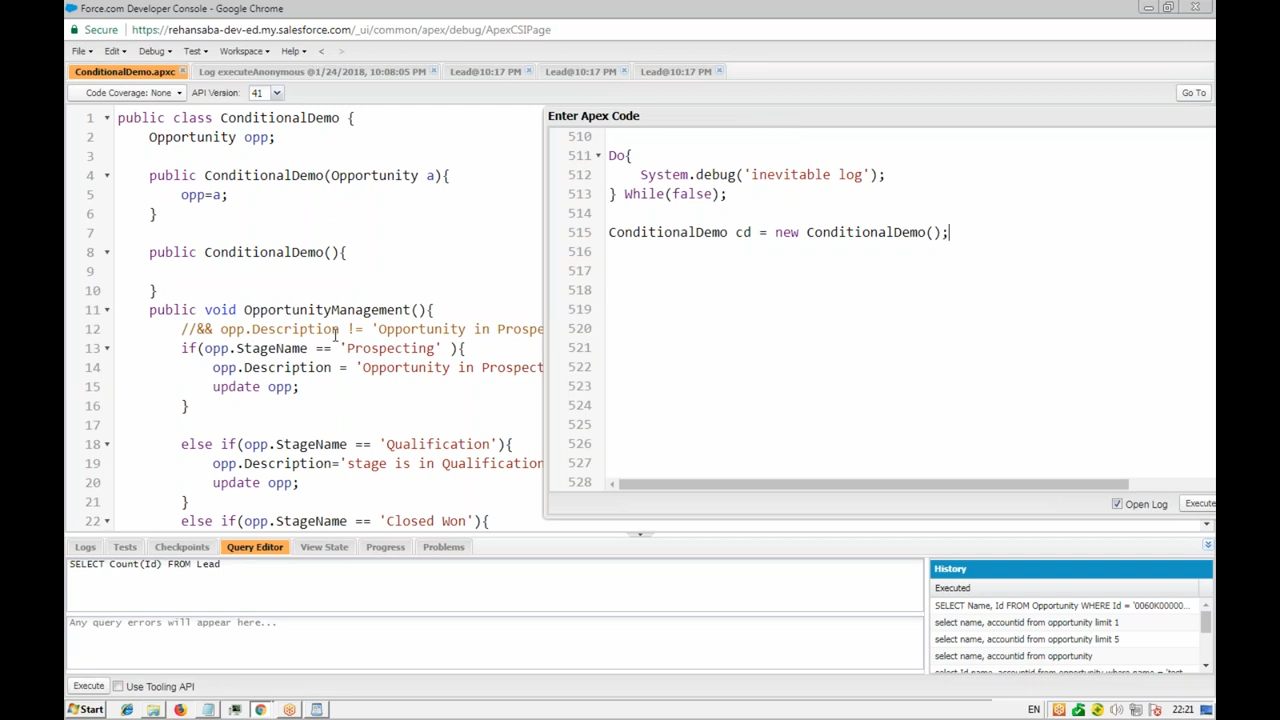 Force.com Developer Console - Google Chrome
Secure https://rehansaba-dev-ed.my.salesforce.com/_ui/common/apex/debug/ApexCSIPage
File Edit Debug Test Workspace Help < >
ConditionalDemo.apxc Log executeAnonymous @1/24/2018, 10:08:05 PM Lead@10:17 PM Lead@10:17 PM Lead@10:17 PM
Code Coverage: None API Version: 41 Go To
1 public class ConditionalDemo {
2 Opportunity opp;
3
4 public ConditionalDemo(Opportunity a){
5 opp=a;
6 }
7
8 public ConditionalDemo(){
9
10 }
11 public void OpportunityManagement(){
12 //&& opp.Description != 'Opportunity in Prospe
13 if(opp.StageName == 'Prospecting' ){
14 opp.Description = 'Opportunity in Prospect
15 update opp;
16 }
17
18 else if(opp.StageName == 'Qualification'){
19 opp.Description='stage is in Qualification
20 update opp;
21 }
22 else if(opp.StageName == 'Closed Won'){
Enter Apex Code
510
511 Do{
512 System.debug('inevitable log');
513 } While(false);
514
515 ConditionalDemo cd = new ConditionalDemo();
516
517
518
519
520
521
522
523
524
525
526
527
528
Open Log Execute
Logs Tests Checkpoints Query Editor View State Progress Problems
SELECT Count(Id) FROM Lead
Any query errors will appear here...
History
Executed
SELECT Name, Id FROM Opportunity WHERE Id = '0060K00000...
select name, accountid from opportunity limit 1
select name, accountid from opportunity limit 5
select name, accountid from opportunity
select Id name, accountid from opportunity where name = 'test
Execute Use Tooling API
Start EN 22:21